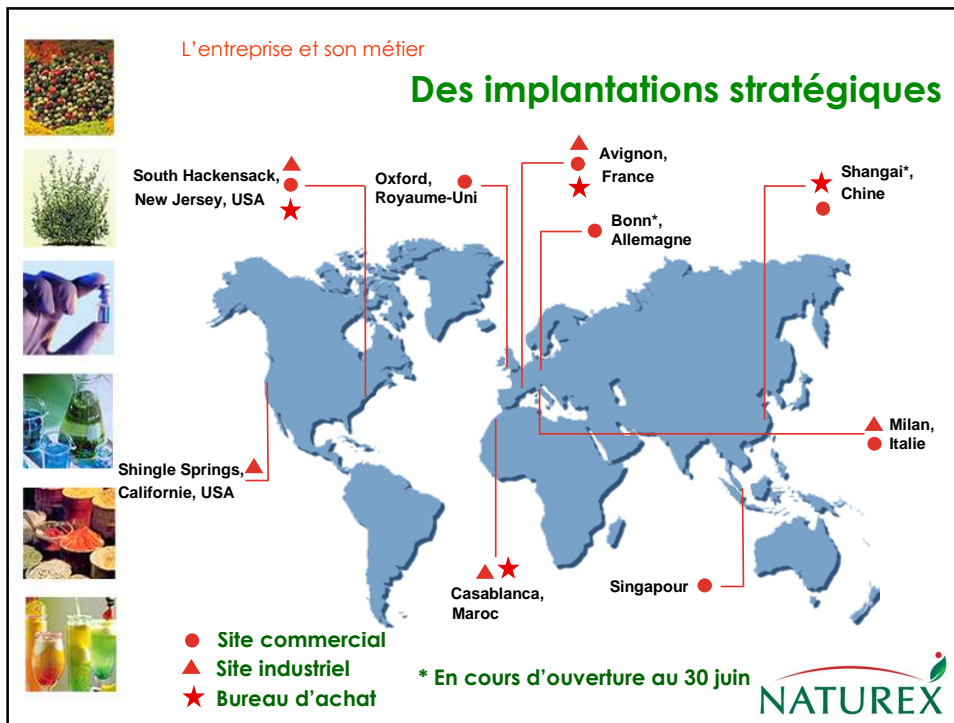 L'entreprise et son métier
Des implantations stratégiques
South Hackensack,
New Jersey, USA
Oxford,
Royaume-Uni
Avignon,
France
Bonn*,
Allemagne
Shangai*,
Chine
Milan,
Italie
Shingle Springs,
Californie, USA
Casablanca,
Maroc
Singapour
Site commercial
Site industriel
Bureau d'achat
* En cours d'ouverture au 30 juin
NATUREX